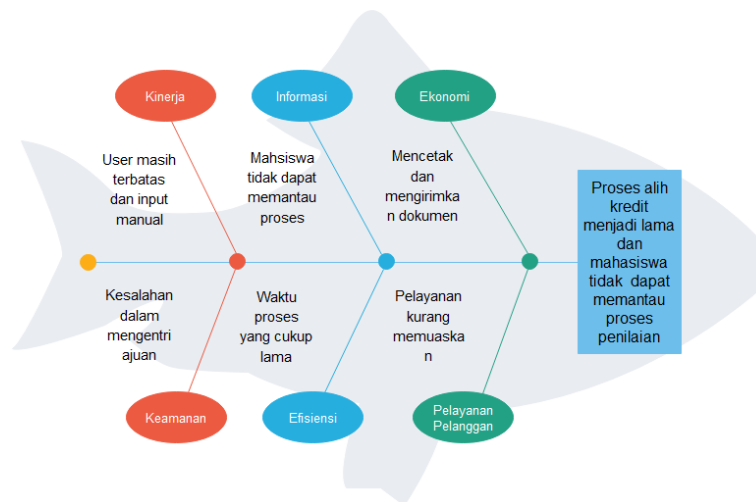 Kinerja
Informasi
Ekonomi
User masih
terbatas
dan input
manual
Mahsiswa
tidak dapat
memantau
proses
Mencetak
dan
mengirimka
n dokumen
Proses alih
kredit
menjadi lama
dan
mahasiswa
tidak dapat
memantau
proses
penilaian
Kesalahan
dalam
mengentri
ajuan
Waktu
proses
yang cukup
lama
Pelayanan
kurang
memuaska
n
Keamanan
Efisiensi
Pelayanan
Pelanggan